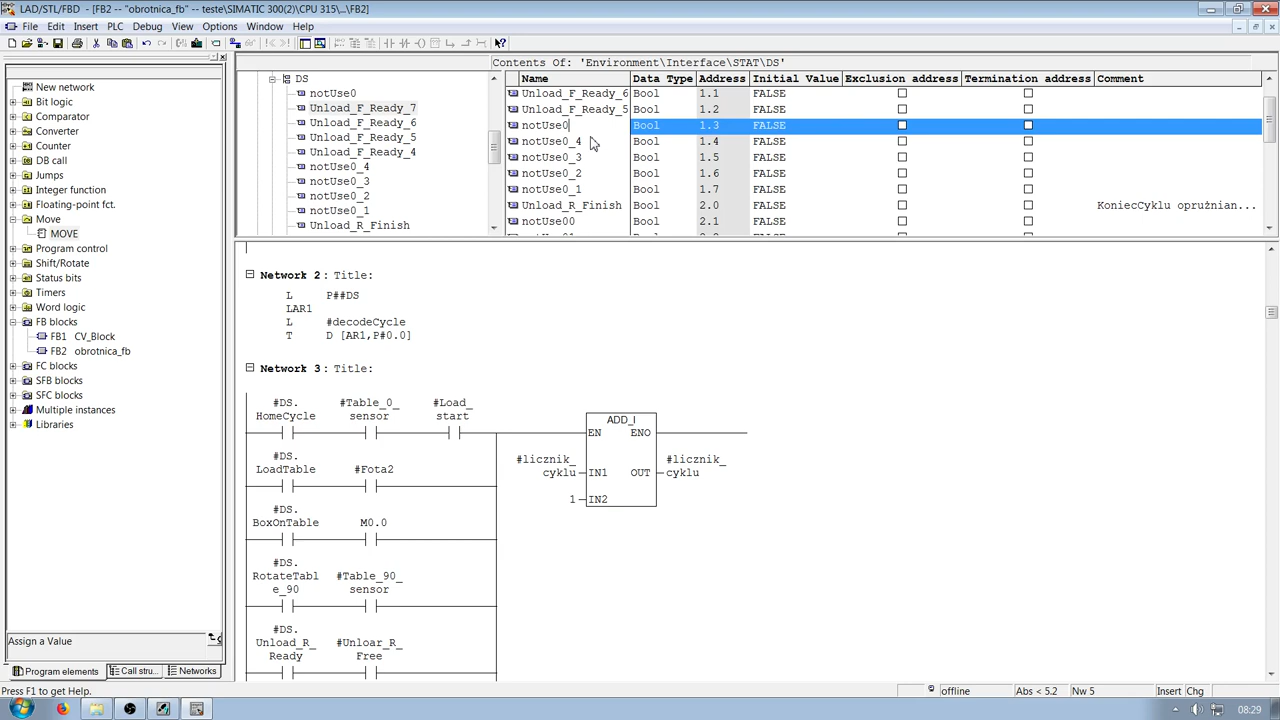 LAD/STL/FBD - [FB2 -- "obrotnica_fb" -- teste\SIMATIC 300(2)\CPU 315\...\FB2]
File Edit Insert PLC Debug View Options Window Help
New network
Bit logic
Comparator
Converter
Counter
DB call
Jumps
Integer function
Floating-point fct.
Move
MOVE
Program control
Shift/Rotate
Status bits
Timers
Word logic
FB blocks
FB1 CV_Block
FB2 obrotnica_fb
FC blocks
SFB blocks
SFC blocks
Multiple instances
Libraries
Assign a Value
Program elements Call stru... Networks
Contents Of: 'Environment\Interface\STAT\DS'
DS
notUse0
Unload_F_Ready_7
Unload_F_Ready_6
Unload_F_Ready_5
Unload_F_Ready_4
notUse0_4
notUse0_3
notUse0_2
notUse0_1
Unload_R_Finish
Name Data Type Address Initial Value Exclusion address Termination address Comment
Unload_F_Ready_6 Bool 1.1 FALSE
Unload_F_Ready_5 Bool 1.2 FALSE
notUse0 Bool 1.3 FALSE
notUse0_4 Bool 1.4 FALSE
notUse0_3 Bool 1.5 FALSE
notUse0_2 Bool 1.6 FALSE
notUse0_1 Bool 1.7 FALSE
Unload_R_Finish Bool 2.0 FALSE KoniecCyklu opružnian...
notUse00 Bool 2.1 FALSE
Network 2: Title:
L P##DS
LAR1
L #decodeCycle
T D [AR1,P#0.0]
Network 3: Title:
#DS.
HomeCycle
#Table_0_
sensor
#Load_
start
ADD_I
EN ENO
#licznik_
cyklu
IN1 OUT
#licznik_
cyklu
1 IN2
#DS.
LoadTable
#Fota2
#DS.
BoxOnTable
M0.0
#DS.
RotateTabl
e_90
#Table_90_
sensor
#DS.
Unload_R_
Ready
#Unloar_R_
Free
Press F1 to get Help.
offline Abs < 5.2 Nw 5 Insert Chg
08:29